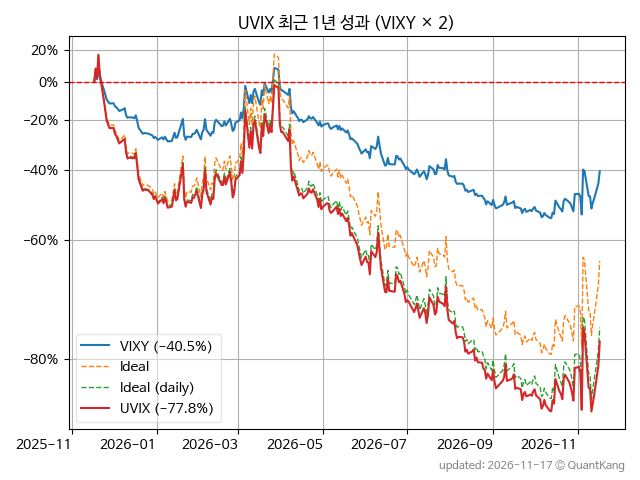 UVIX 최근 1년 성과 (VIXY × 2)
20%
0%
−20%
−40%
−60%
−80%
VIXY (−40.5%)
Ideal
Ideal (daily)
UVIX (−77.8%)
2025-11
2026-01
2026-03
2026-05
2026-07
2026-09
2026-11
updated: 2026-11-17 © QuantKang